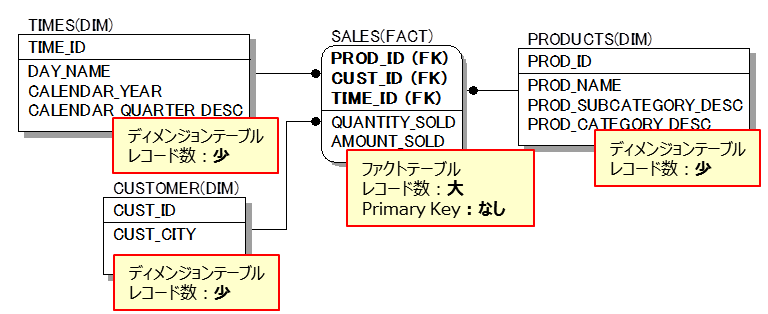 TIMES(DIM)
TIME_ID
DAY_NAME
CALENDAR_YEAR
CALENDAR_QUARTER_DESC
ディメンションテーブル
レコード数：少
SALES(FACT)
PROD_ID (FK)
CUST_ID (FK)
TIME_ID (FK)
QUANTITY_SOLD
AMOUNT_SOLD
ファクトテーブル
レコード数：大
Primary Key：なし
PRODUCTS(DIM)
PROD_ID
PROD_NAME
PROD_SUBCATEGORY_DESC
PROD_CATEGORY_DESC
ディメンションテーブル
レコード数：少
CUSTOMER(DIM)
CUST_ID
CUST_CITY
ディメンションテーブル
レコード数：少